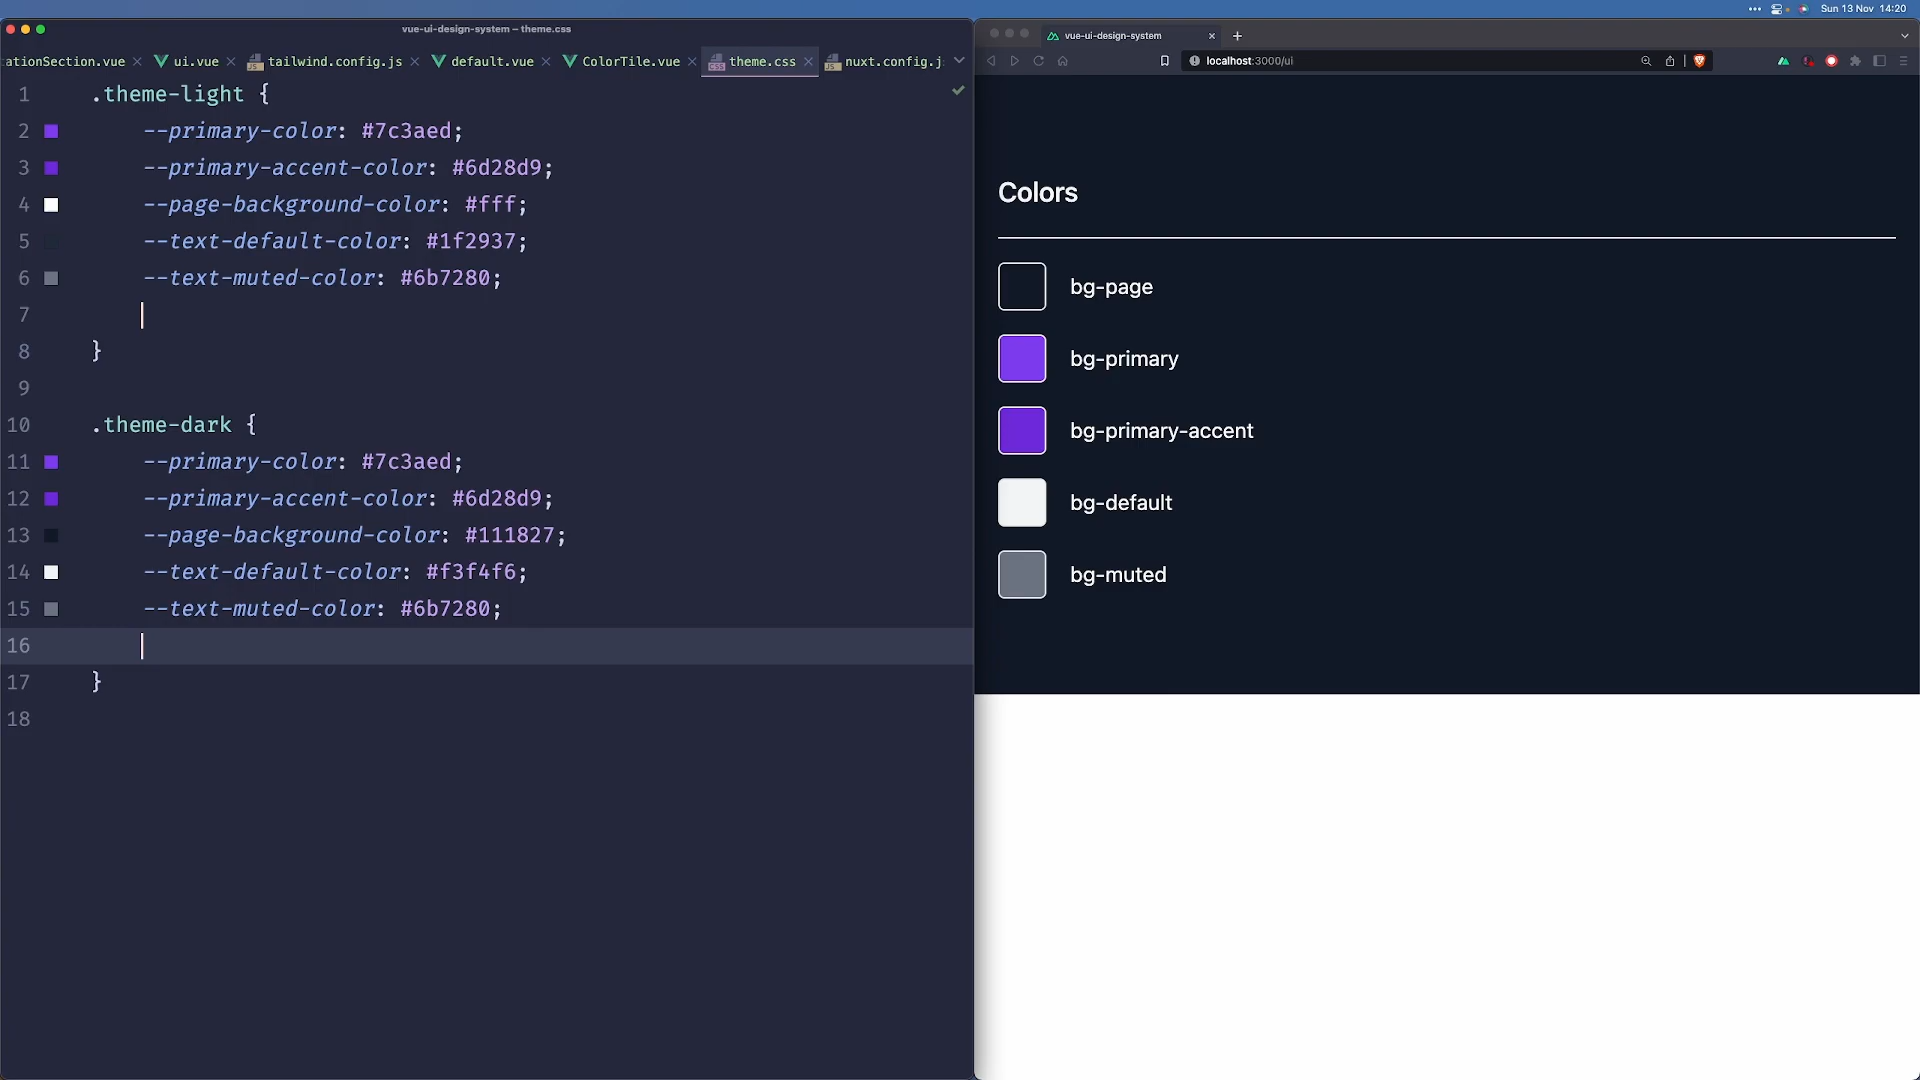 Sun 13 Nov 14:20
vue-ui-design-system – theme.css
ationSection.vue ui.vue tailwind.config.js default.vue ColorTile.vue theme.css nuxt.config.j
1 .theme-light {
2 --primary-color: #7c3aed;
3 --primary-accent-color: #6d28d9;
4 --page-background-color: #fff;
5 --text-default-color: #1f2937;
6 --text-muted-color: #6b7280;
7
8 }
9
10 .theme-dark {
11 --primary-color: #7c3aed;
12 --primary-accent-color: #6d28d9;
13 --page-background-color: #111827;
14 --text-default-color: #f3f4f6;
15 --text-muted-color: #6b7280;
16
17 }
18
vue-ui-design-system
localhost:3000/ui
Colors
bg-page
bg-primary
bg-primary-accent
bg-default
bg-muted